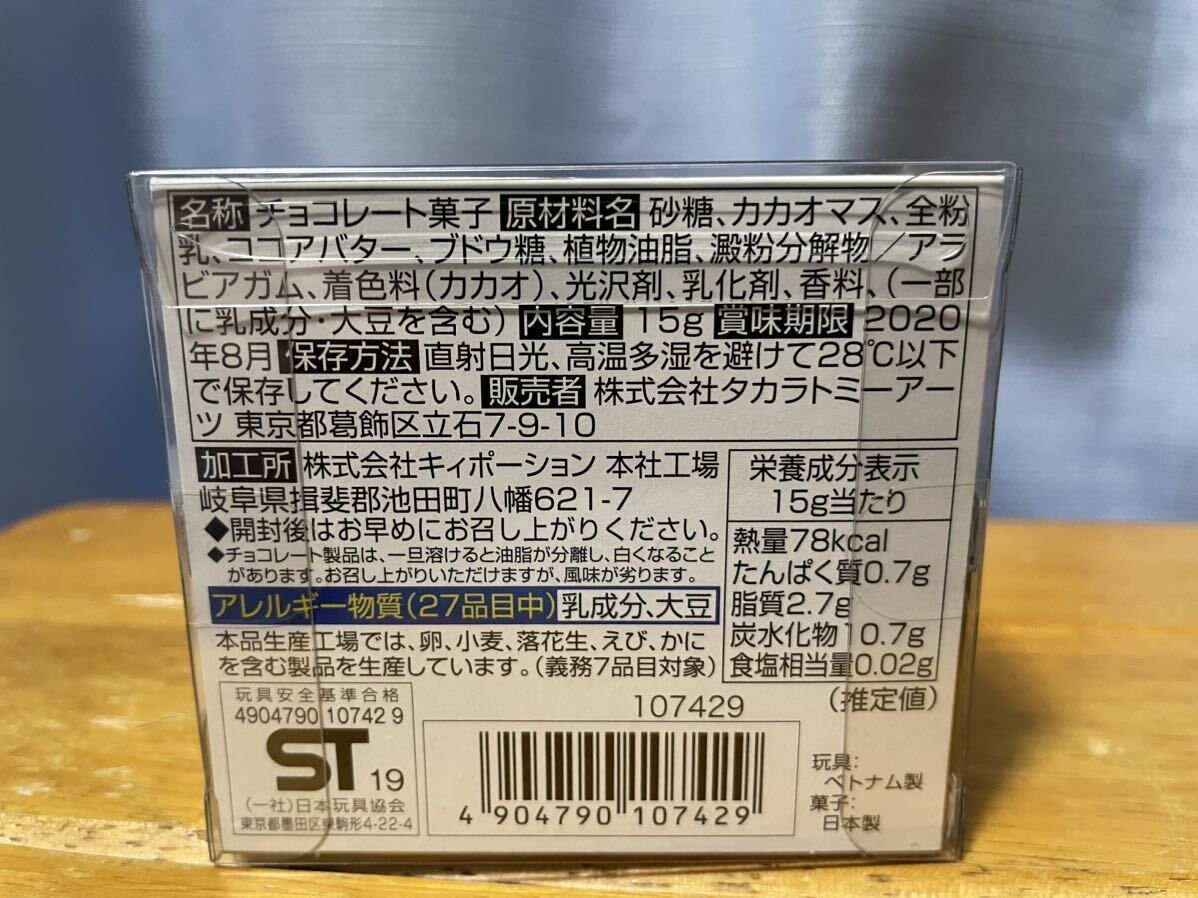 名称 チョコレート菓子 原材料名 砂糖、カカオマス、全粉
乳、ココアバター、ブドウ糖、植物油脂、澱粉分解物／アラ
ビアガム、着色料(カカオ)、光沢剤、乳化剤、香料、(一部
に乳成分・大豆を含む) 内容量 15g 賞味期限 2020
年8月 保存方法 直射日光、高温多湿を避けて28℃以下
で保存してください。 販売者 株式会社タカラトミーアー
ツ 東京都葛飾区立石7-9-10
加工所 株式会社キィポーション 本社工場
岐阜県揖斐郡池田町八幡621-7
◆開封後はお早めにお召し上がりください。
◆チョコレート製品は、一旦溶けると油脂が分離し、白くなること
があります。お召し上がりいただけますが、風味が劣ります。
アレルギー物質(27品目中) 乳成分、大豆
本品生産工場では、卵、小麦、落花生、えび、かに
を含む製品を生産しています。(義務7品目対象)
栄養成分表示
15g当たり
熱量78kcal
たんぱく質0.7g
脂質2.7g
炭水化物10.7g
食塩相当量0.02g
(推定値)
玩具安全基準合格
4904790 10742 9
ST 19
(一社)日本玩具協会
東京都墨田区東駒形4-22-4
107429
4 904790 107429
玩具:
ベトナム製
菓子:
日本製